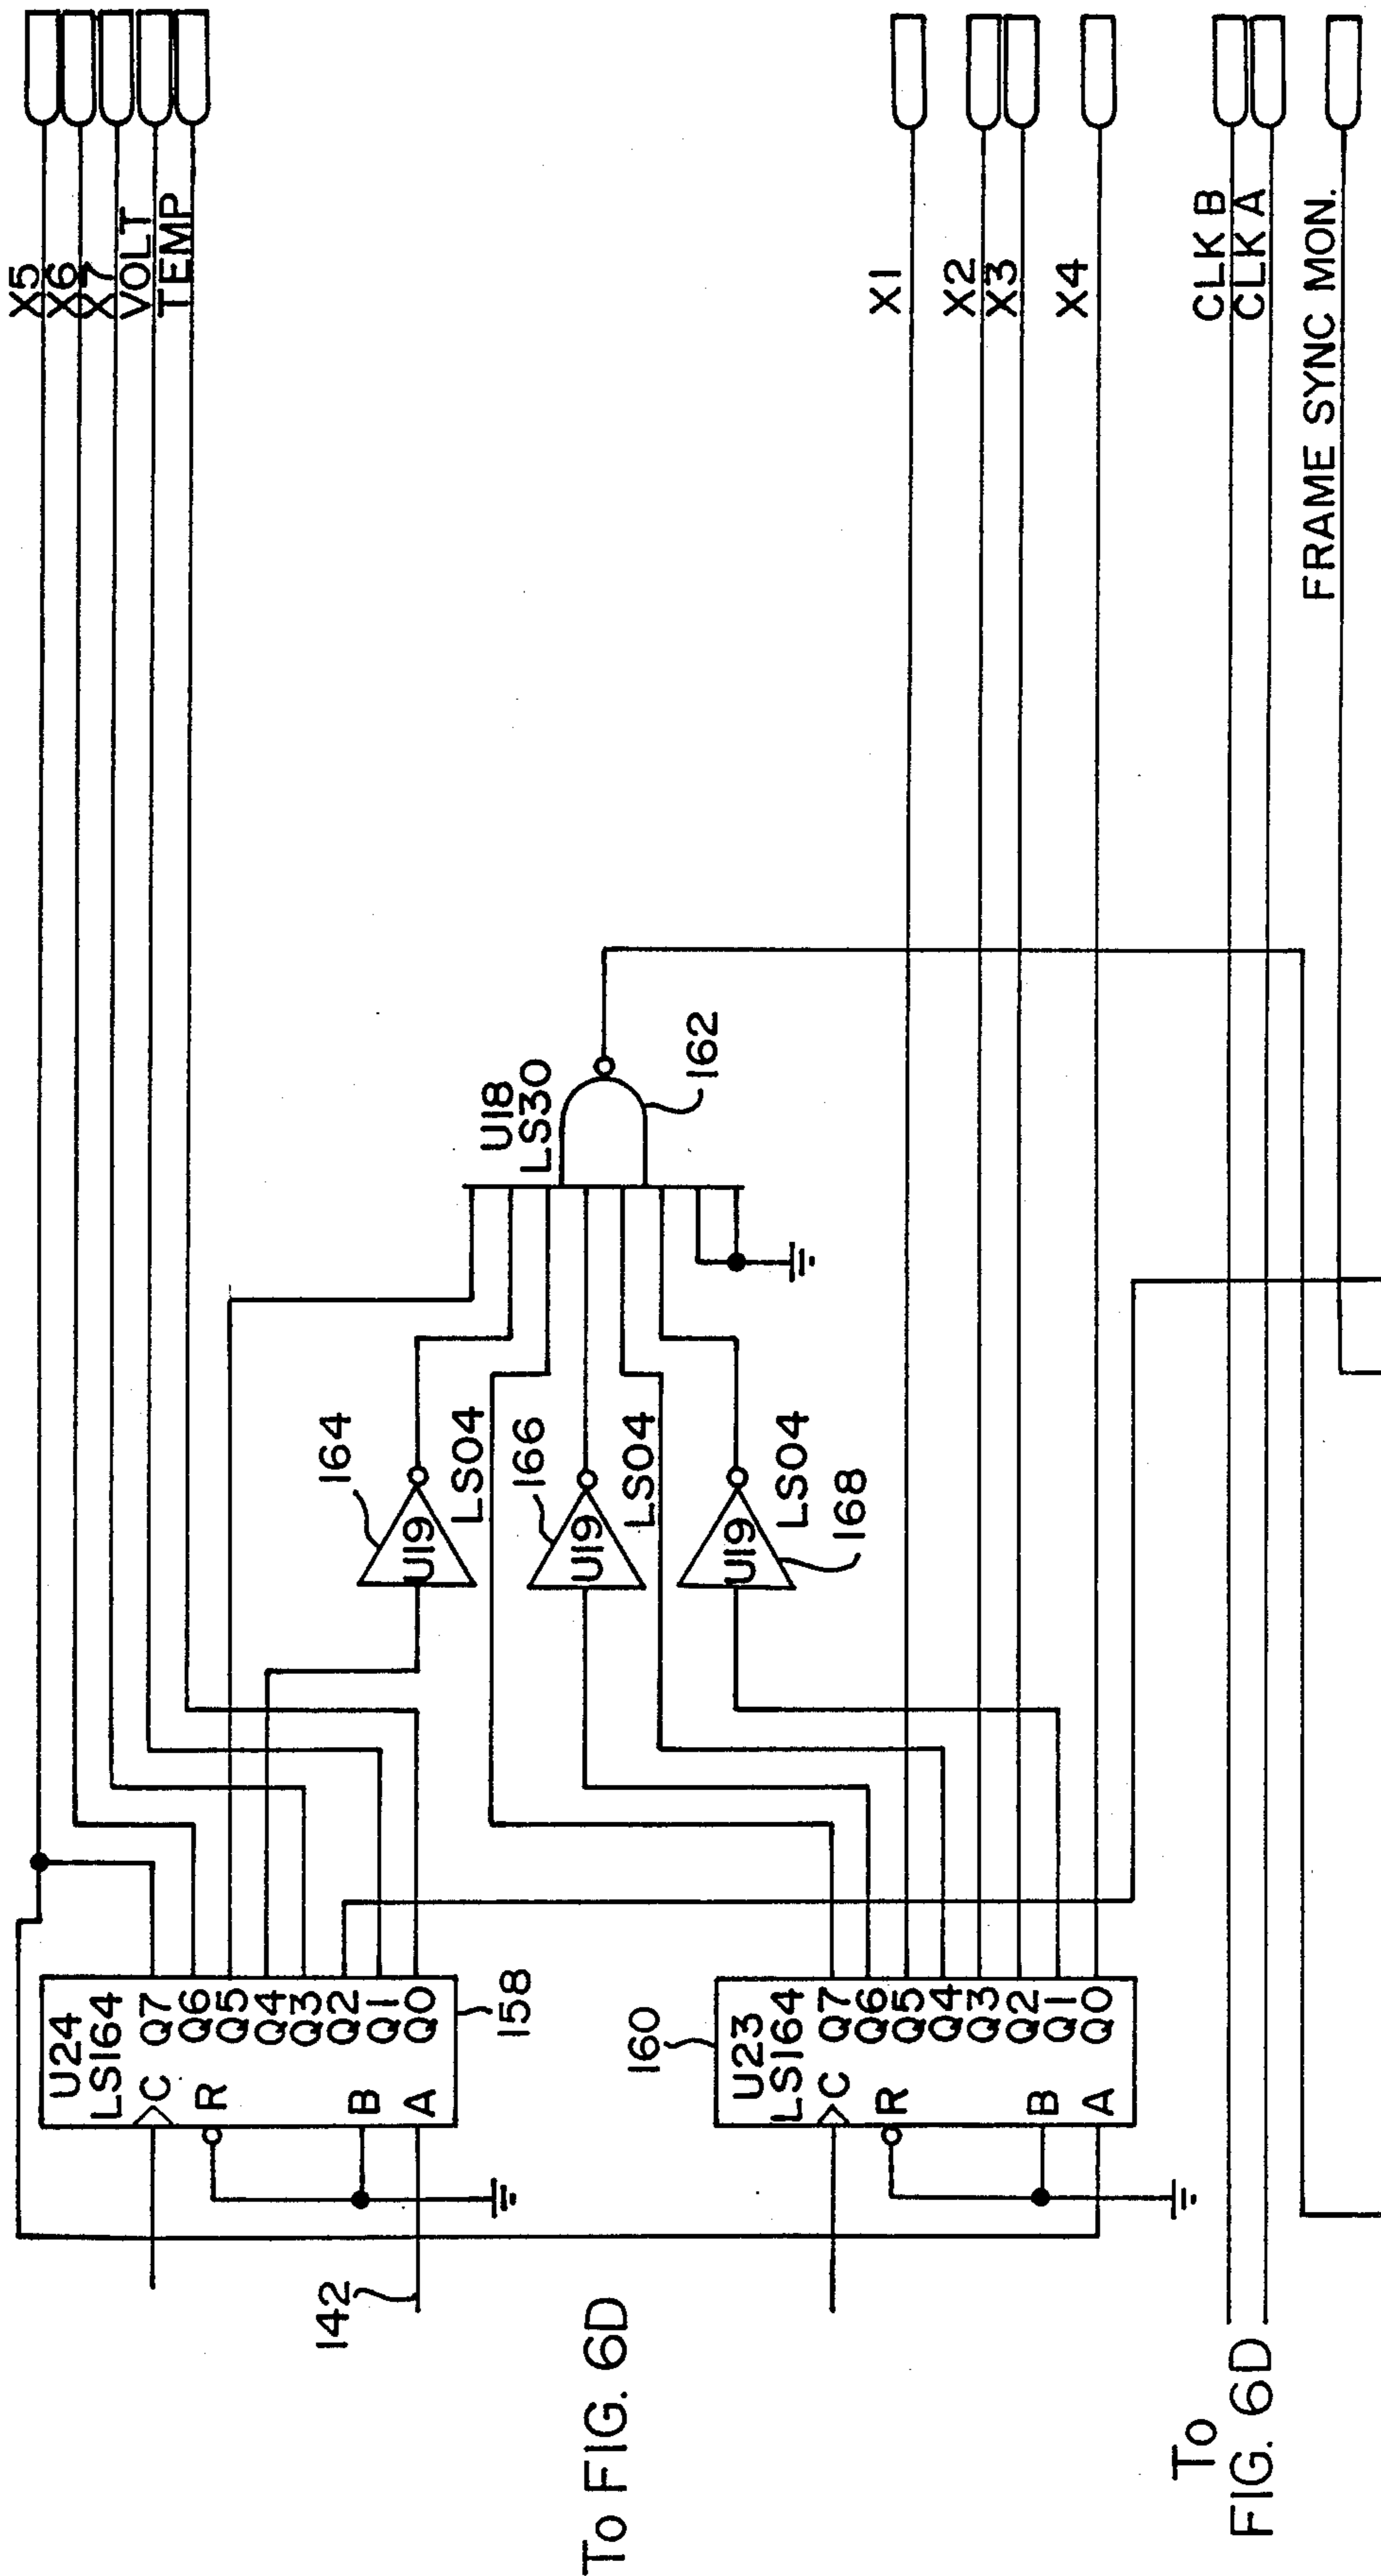 X5
X6
X7
VOLT
TEMP
U24
LS164
C
R
B
A
Q7
Q6
Q5
Q4
Q3
Q2
Q1
Q0
158
142
164
U19
LS04
166
U19
LS04
U19
LS04
168
U18
LS30
162
To FIG. 6D
160
U23
LS164
C
R
B
A
Q7
Q6
Q5
Q4
Q3
Q2
Q1
Q0
X1
X2
X3
X4
To
FIG. 6D
CLK B
CLK A
FRAME SYNC MON.